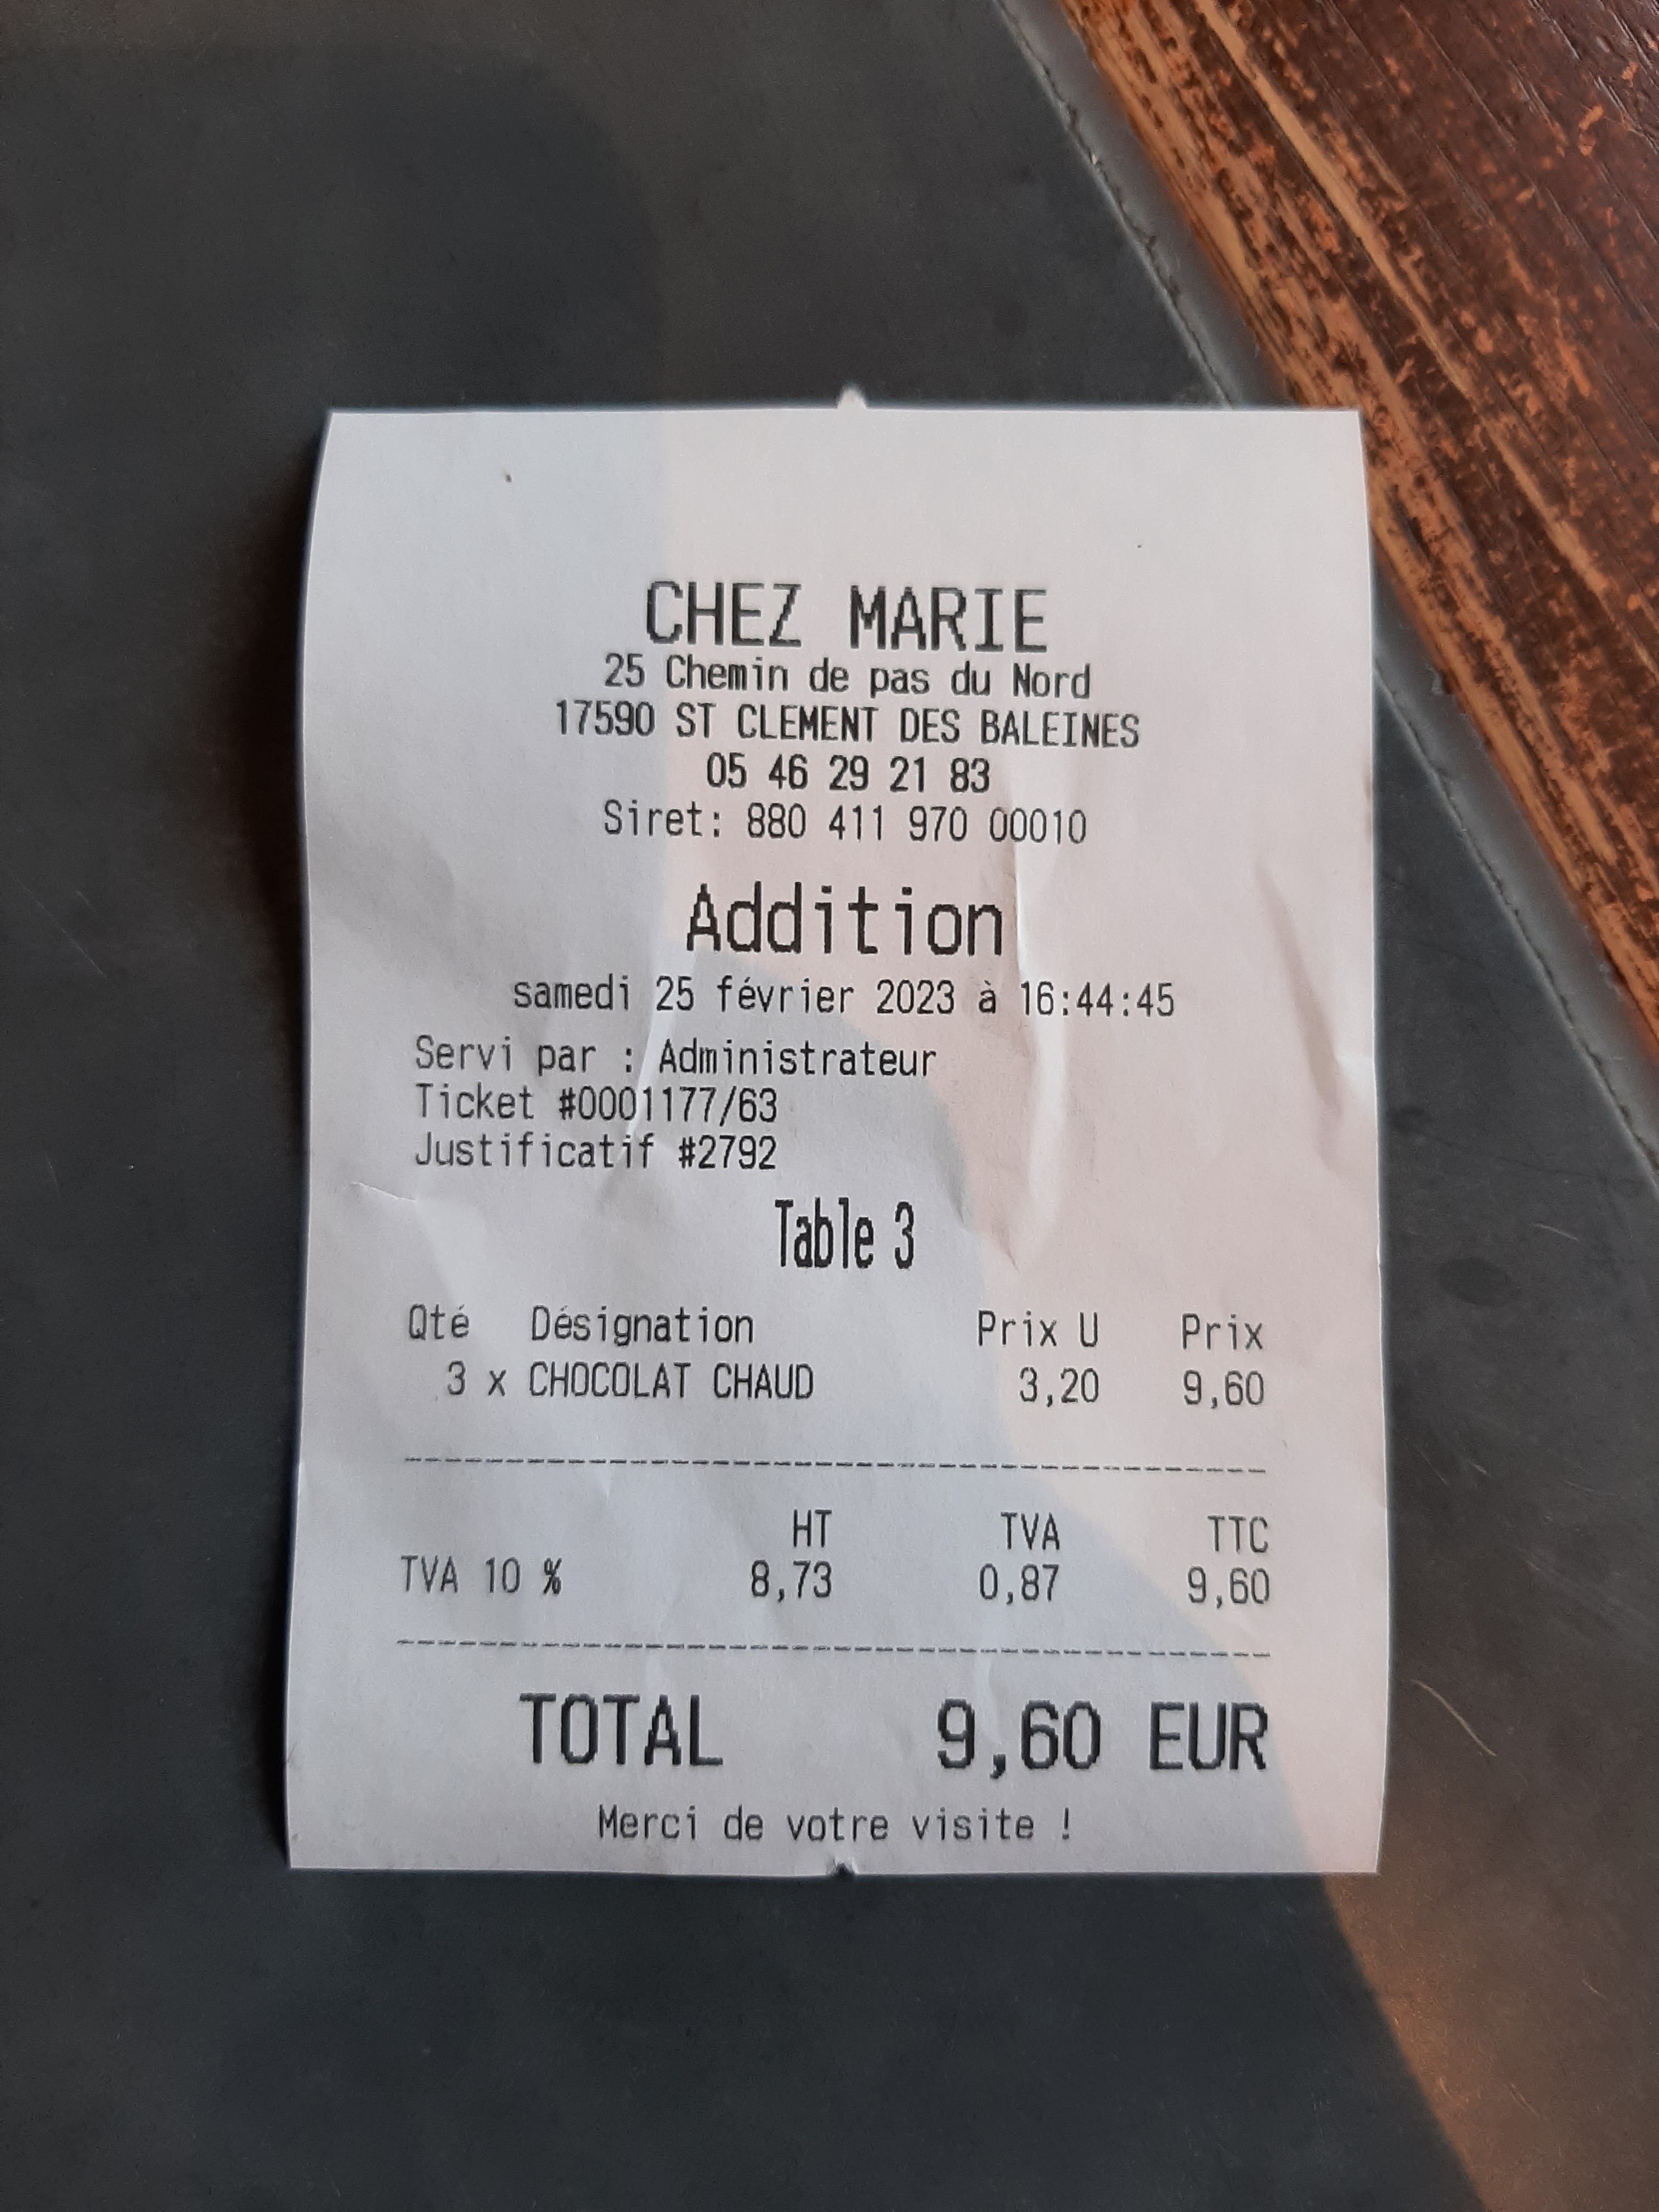 CHEZ MARIE
25 Chemin de pas du Nord
17590 ST CLEMENT DES BALEINES
05 46 29 21 83
Siret: 880 411 970 00010
Addition
samedi 25 février 2023 à 16:44:45
Servi par : Administrateur
Ticket #0001177/63
Justificatif #2792
Table 3
Qté Désignation Prix U Prix
3 x CHOCOLAT CHAUD 3,20 9,60
HT TVA TTC
TVA 10 % 8,73 0,87 9,60
TOTAL 9,60 EUR
Merci de votre visite !